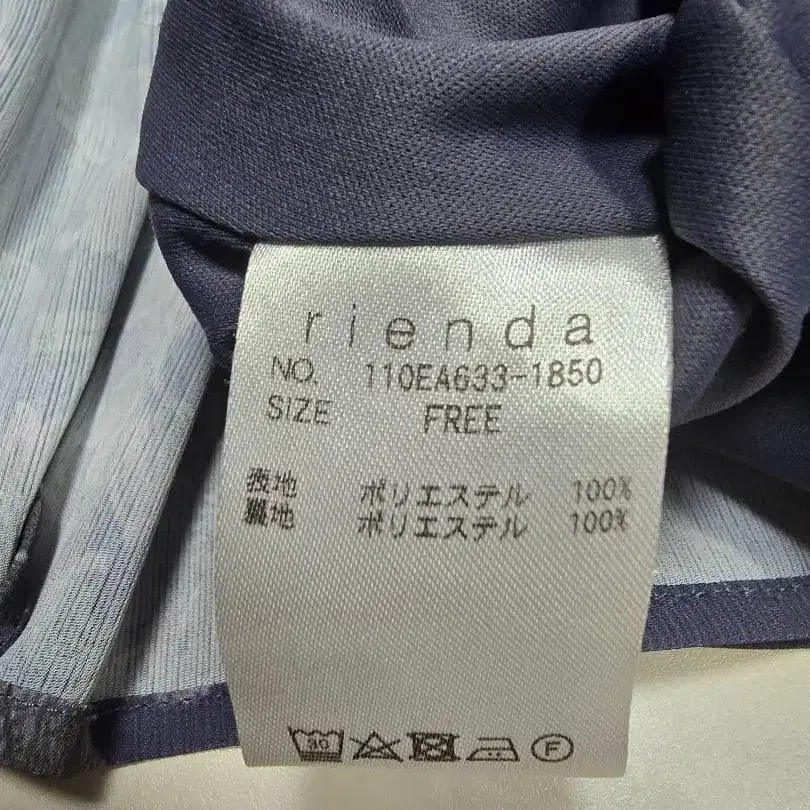 rienda
NO. 110EA633-1850
SIZE FREE
表地 ポリエステル 100%
裏地 ポリエステル 100%
30 F